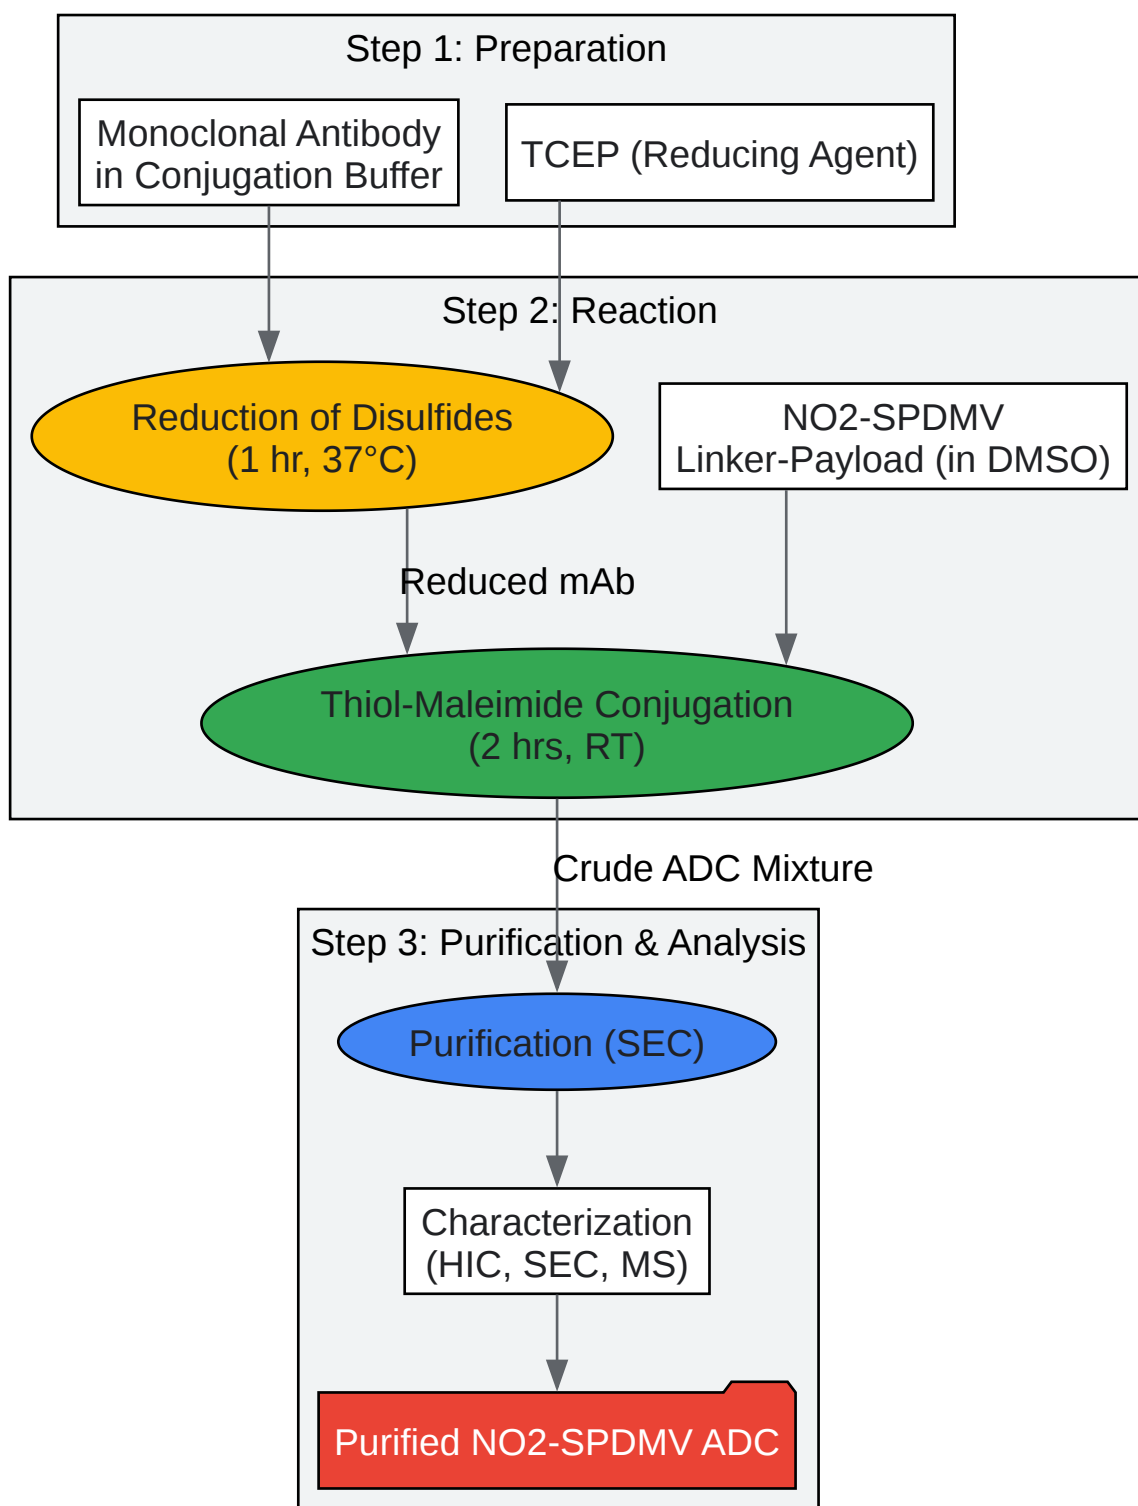 Step 1: Preparation
Monoclonal Antibody
in Conjugation Buffer
TCEP (Reducing Agent)
Step 2: Reaction
Reduction of Disulfides
(1 hr, 37°C)
NO2-SPDMV
Linker-Payload (in DMSO)
Reduced mAb
Thiol-Maleimide Conjugation
(2 hrs, RT)
Crude ADC Mixture
Step 3: Purification & Analysis
Purification (SEC)
Characterization
(HIC, SEC, MS)
Purified NO2-SPDMV ADC